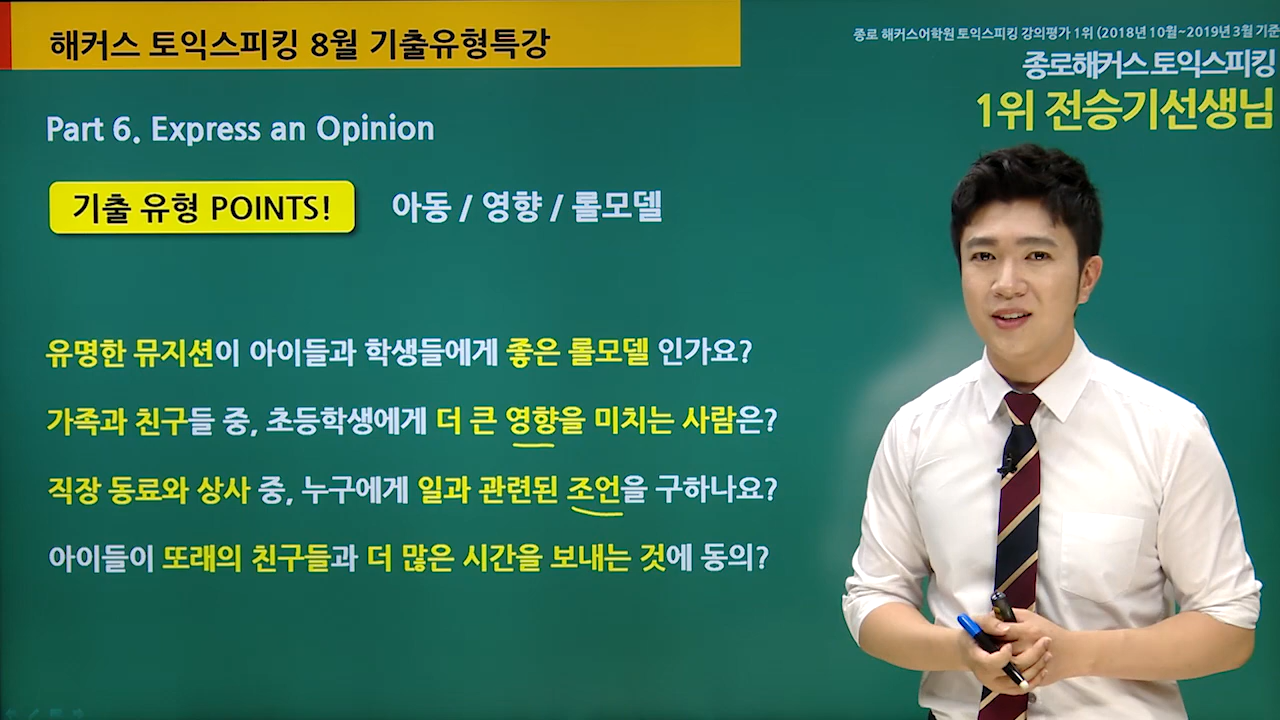 해커스 토익스피킹 8월 기출유형특강
종로 해커스어학원 토익스피킹 강의평가 1위 (2018년 10월~2019년 3월 기준
종로해커스 토익스피킹
1위 전승기선생님
Part 6. Express an Opinion
기출 유형 POINTS!
아동 / 영향 / 롤모델
유명한 뮤지션이 아이들과 학생들에게 좋은 롤모델 인가요?
가족과 친구들 중, 초등학생에게 더 큰 영향을 미치는 사람은?
직장 동료와 상사 중, 누구에게 일과 관련된 조언을 구하나요?
아이들이 또래의 친구들과 더 많은 시간을 보내는 것에 동의?